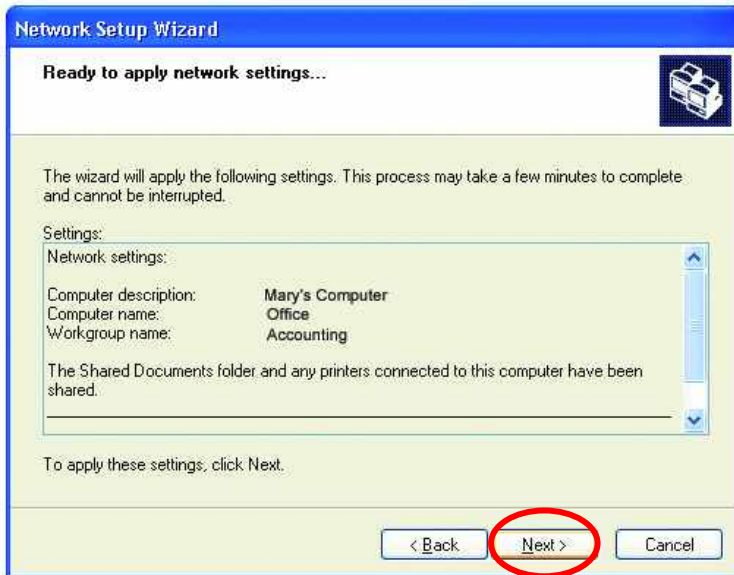 Network Setup Wizard
Ready to apply network settings...
The wizard will apply the following settings. This process may take a few minutes to complete
and cannot be interrupted.
Settings:
Network settings:
Computer description: Mary's Computer
Computer name: Office
Workgroup name: Accounting
The Shared Documents folder and any printers connected to this computer have been
shared.
To apply these settings, click Next.
< Back Next > Cancel